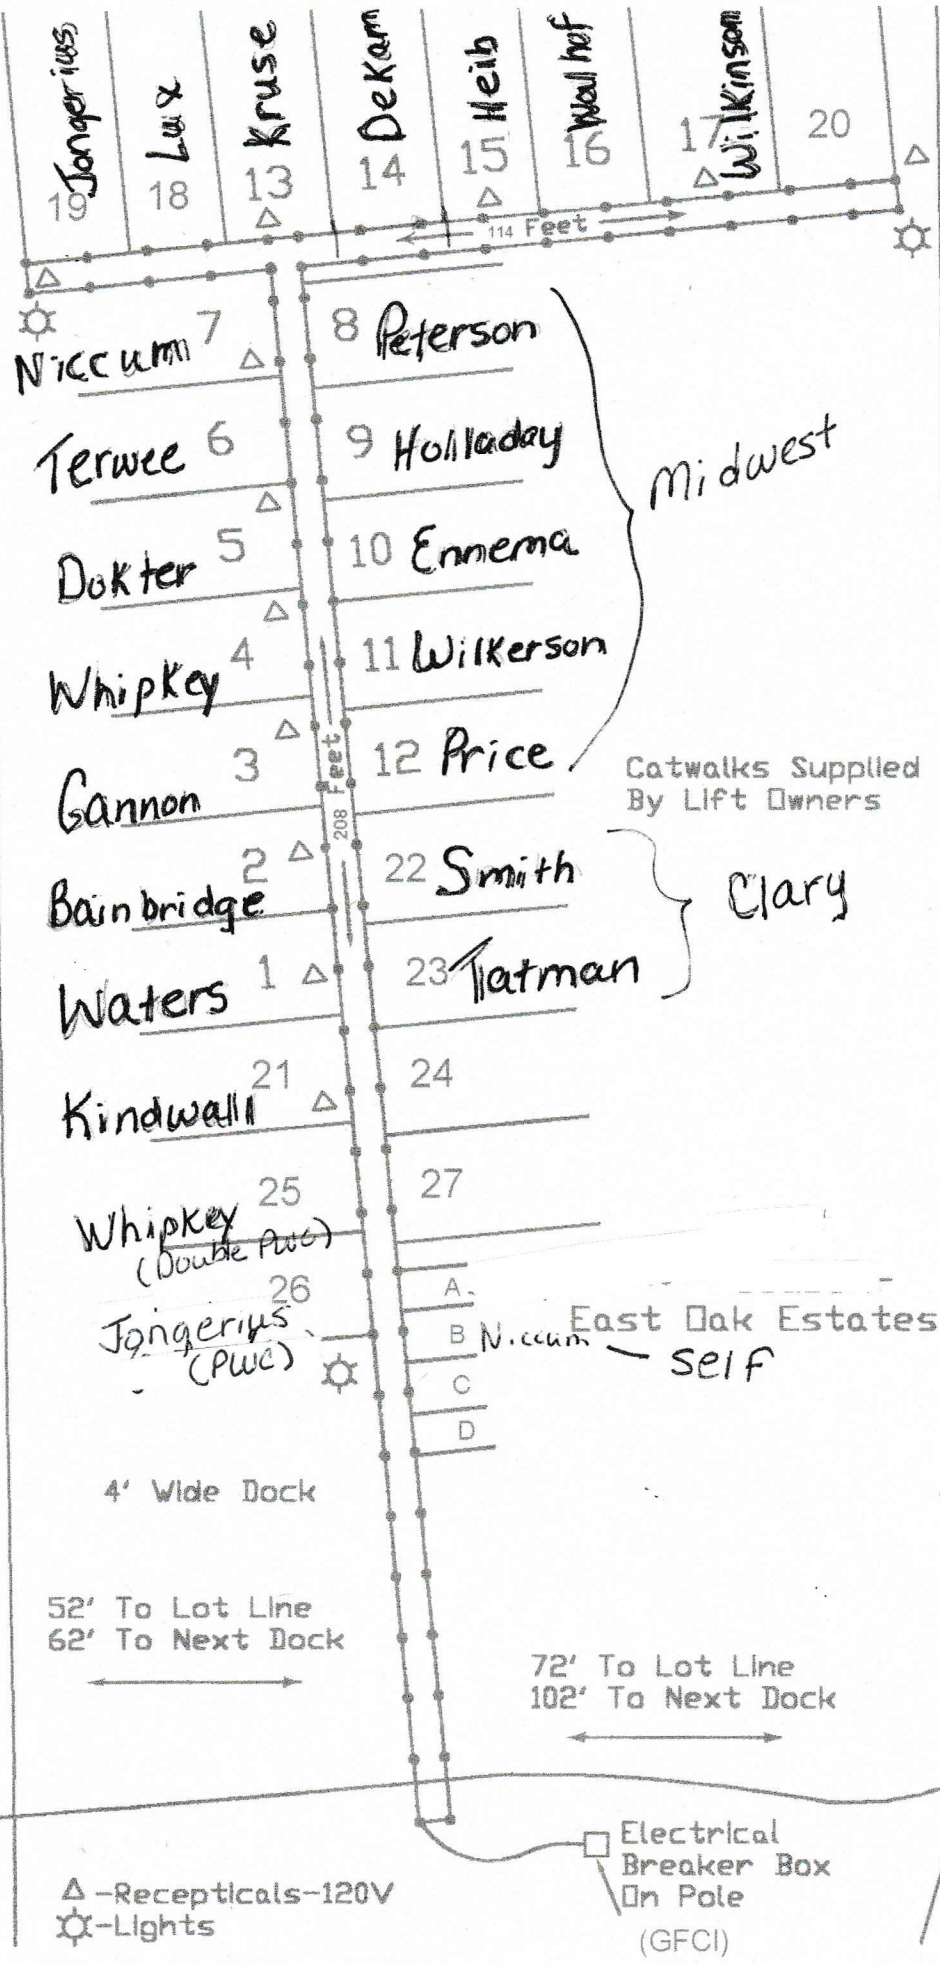 Jongerius
Lux
Kruse
DeKam
Heib
Walhof
Wilkinson
19
18
13
14
15
16
17
20
114 Feet
Niccum 7
8 Peterson
Terwee 6
9 Holladay
Midwest
Dokter 5
10 Ennema
Whipkey 4
11 Wilkerson
Gannon 3
208 Feet
12 Price
Catwalks Supplied
By Lift Owners
Bainbridge 2
22 Smith
Clary
Waters 1
23 Tatman
Kindwall 21
24
Whipkey 25
(Double PWC)
27
Jongerius 26
(PWC)
A
B Niccum - self
East Oak Estates
C
D
4' Wide Dock
52' To Lot Line
62' To Next Dock
72' To Lot Line
102' To Next Dock
Electrical
Breaker Box
On Pole
(GFCI)
-Recepticals-120V
-Lights